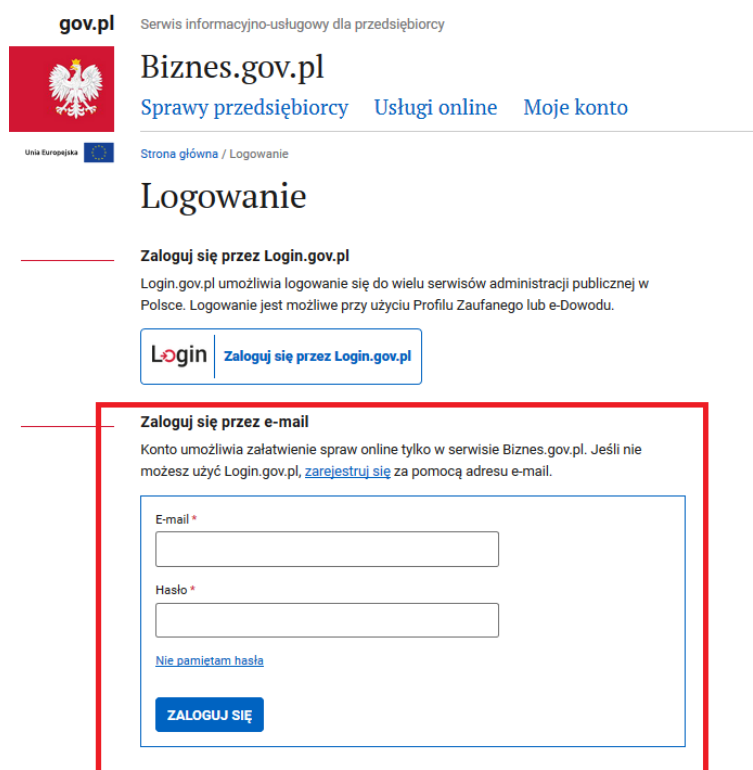 gov.pl
Serwis informacyjno-usługowy dla przedsiębiorcy
Biznes.gov.pl
Sprawy przedsiębiorcy Usługi online Moje konto
Unia Europejska
Strona główna / Logowanie
Logowanie
Zaloguj się przez Login.gov.pl
Login.gov.pl umożliwia logowanie się do wielu serwisów administracji publicznej w
Polsce. Logowanie jest możliwe przy użyciu Profilu Zaufanego lub e-Dowodu.
Login Zaloguj się przez Login.gov.pl
Zaloguj się przez e-mail
Konto umożliwia załatwienie spraw online tylko w serwisie Biznes.gov.pl. Jeśli nie
możesz użyć Login.gov.pl, zarejestruj się za pomocą adresu e-mail.
E-mail *
Hasło *
Nie pamiętam hasła
ZALOGUJ SIĘ